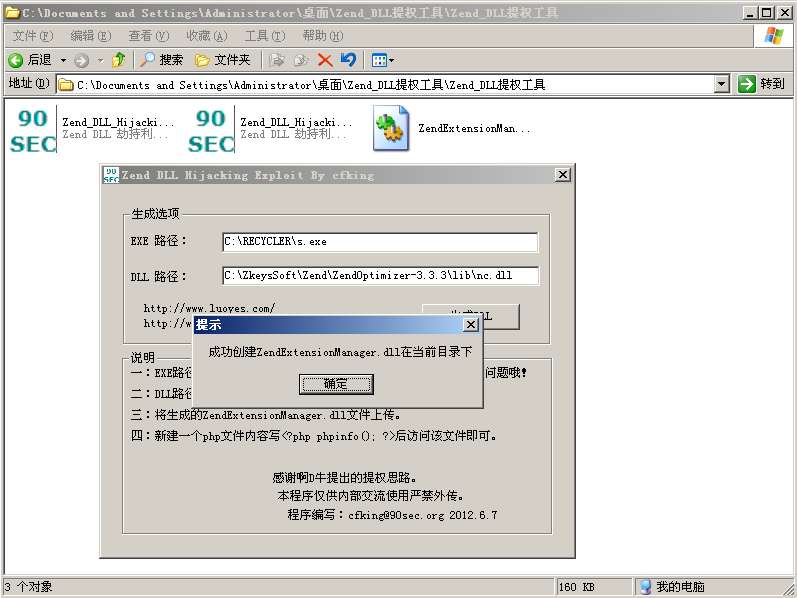 C:\Documents and Settings\Administrator\桌面\Zend_DLL提权工具\Zend_DLL提权工具
文件(F) 编辑(E) 查看(V) 收藏(A) 工具(T) 帮助(H)
后退 搜索 文件夹
地址(D) C:\Documents and Settings\Administrator\桌面\Zend_DLL提权工具\Zend_DLL提权工具 转到
90 SEC Zend_DLL_Hijacki...
Zend DLL 劫持利...
90 SEC Zend_DLL_Hijacki...
Zend DLL 劫持利...
ZendExtensionMan...
90 SEC Zend DLL Hijacking Exploit By cfking
生成选项
EXE 路径： C:\RECYCLER\s.exe
DLL 路径： C:\ZkeysSoft\Zend\ZendOptimizer-3.3.3\lib\nc.dll
http://www.luoyes.com/
http://w
提示
成功创建ZendExtensionManager.dll在当前目录下
确定
说明
一：EXE路径 问题哦!
二：DLL路径
三：将生成的ZendExtensionManager.dll文件上传。
四：新建一个php文件内容写<?php phpinfo(); ?>后访问该文件即可。
感谢啊D牛提出的提权思路。
本程序仅供内部交流使用严禁外传。
程序编写：cfking@90sec.org 2012.6.7
3 个对象 160 KB 我的电脑